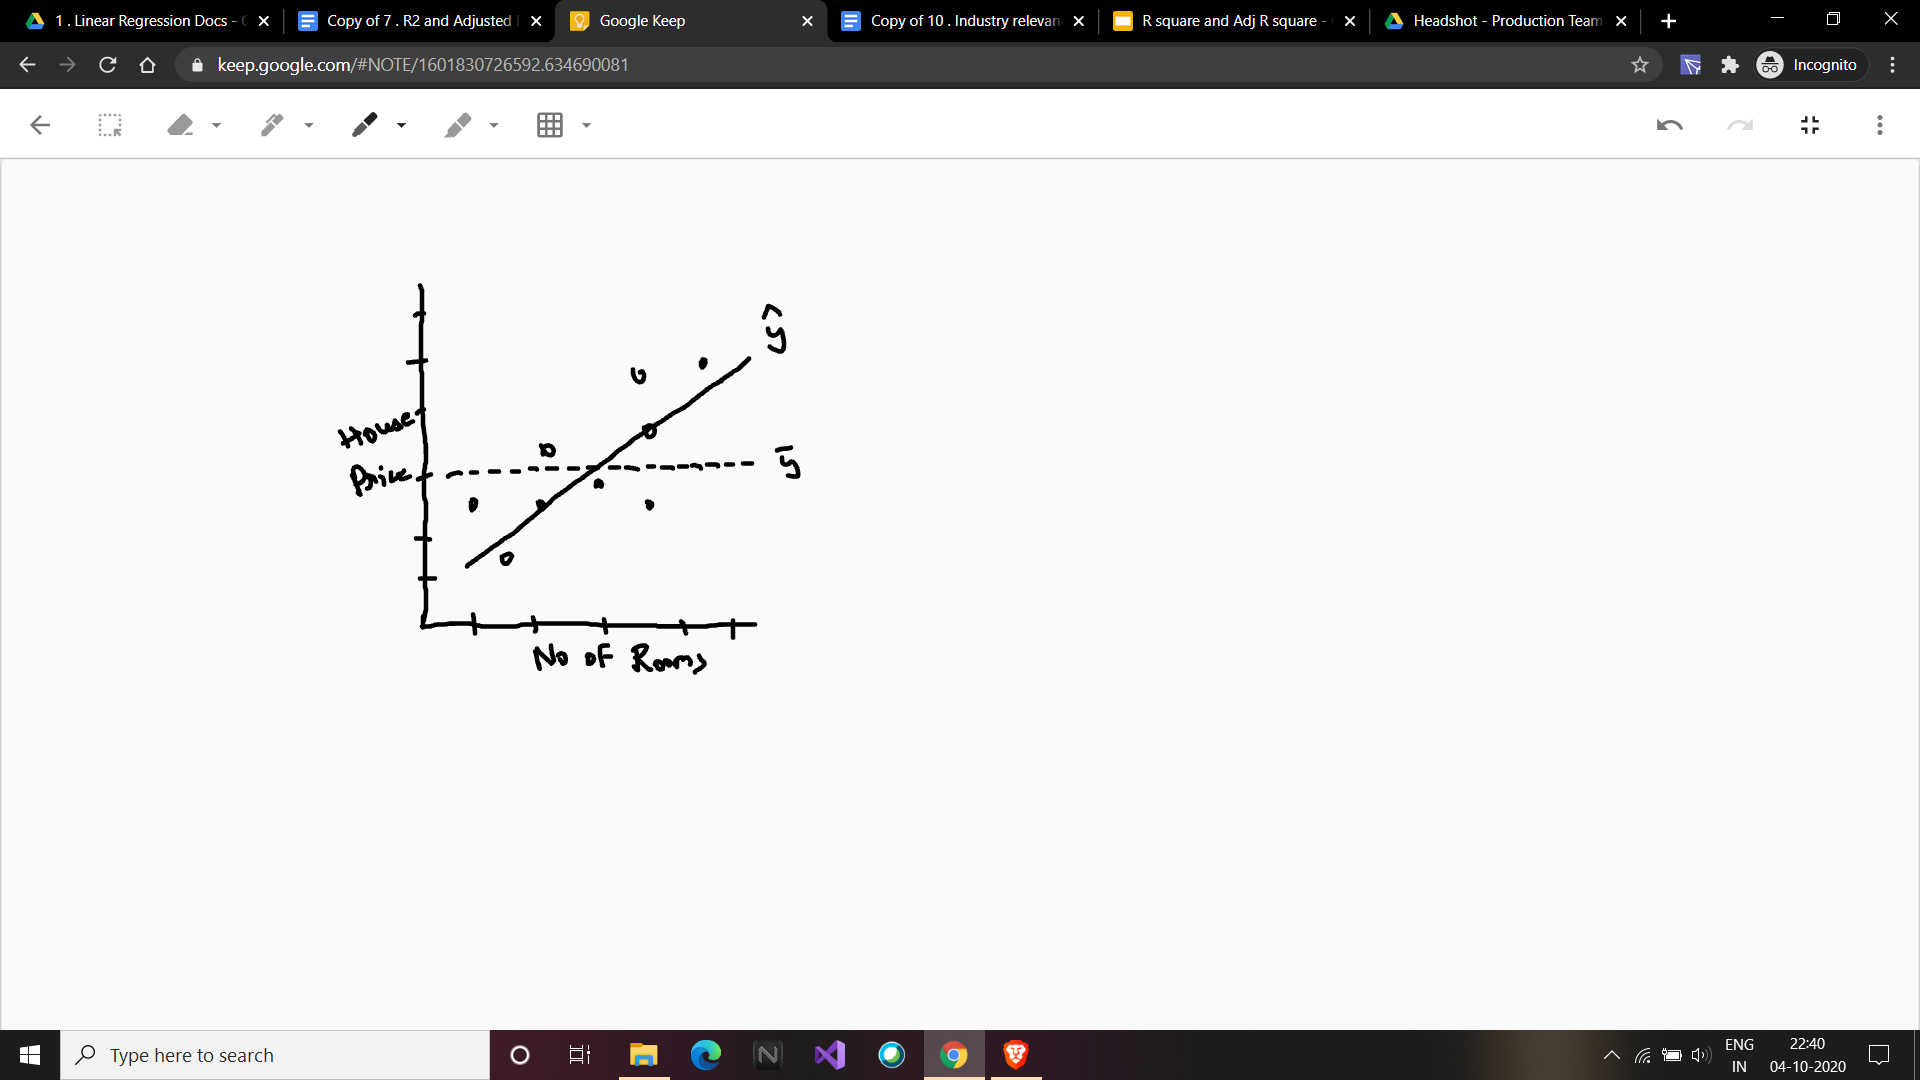 1 . Linear Regression Docs -
Copy of 7 . R2 and Adjusted
Google Keep
Copy of 10 . Industry relevan
R square and Adj R square -
Headshot - Production Team
keep.google.com/#NOTE/1601830726592.634690081
Incognito
ŷ
House
Price
ȳ
No of Rooms
Type here to search
ENG
IN
22:40
04-10-2020